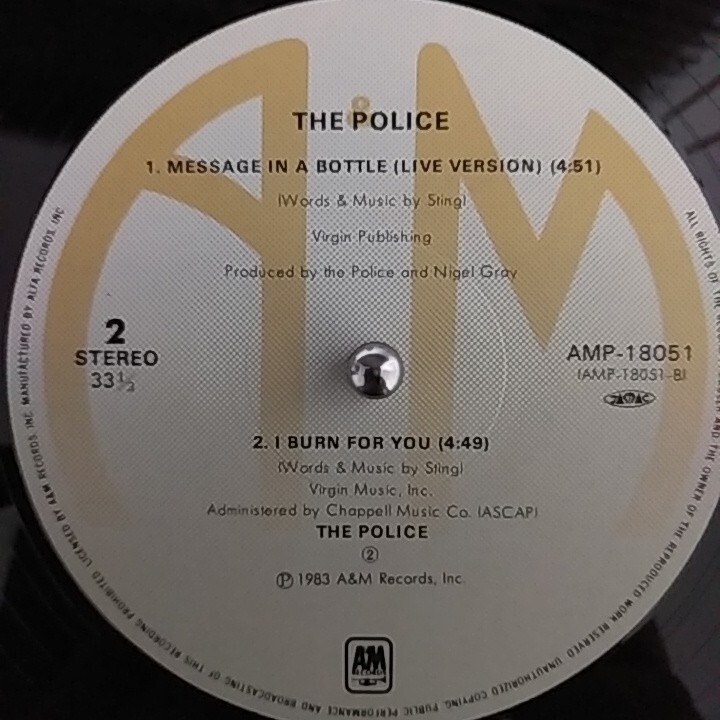 THE POLICE
1. MESSAGE IN A BOTTLE (LIVE VERSION) (4:51)
(Words & Music by Sting)
Virgin Publishing
Produced by the Police and Nigel Gray
2
STEREO
33 1/3
AMP-18051
(AMP-18051-B)
2. I BURN FOR YOU (4:49)
(Words & Music by Sting)
Virgin Music, Inc.
Administered by Chappell Music Co. (ASCAP)
THE POLICE
②
Ⓟ 1983 A&M Records, Inc.
A&M
RECORDS
ALL RIGHTS OF THE
AND THE OWNER OF THE REPRODUCED WORK RESERVED UNAUTHORIZED COPYING, PUBLIC PERFORMANCE AND BROADCASTING OF THIS RECORDING PROHIBITED LICENSED BY A&M RECORDS, INC. MANUFACTURED BY ALFA RECORDS, INC